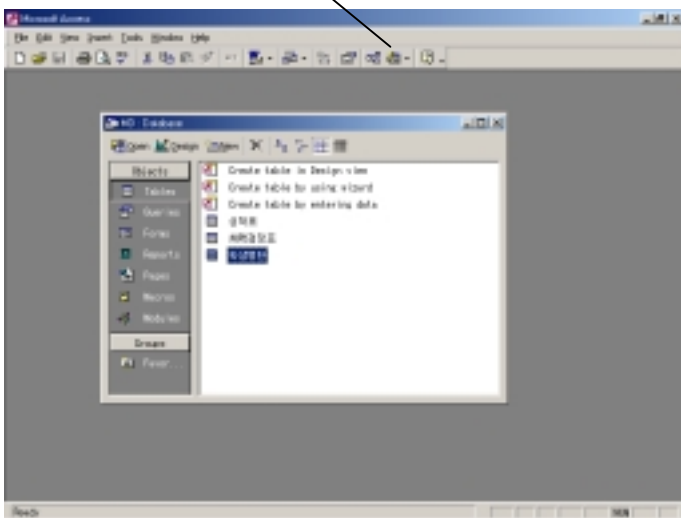 Microsoft Access
File Edit View Insert Tools Window Help
Database
Open Design New
Objects
Tables
Queries
Forms
Reports
Pages
Macros
Modules
Groups
Favor...
Create table in Design view
Create table by using wizard
Create table by entering data
Ready
NUM